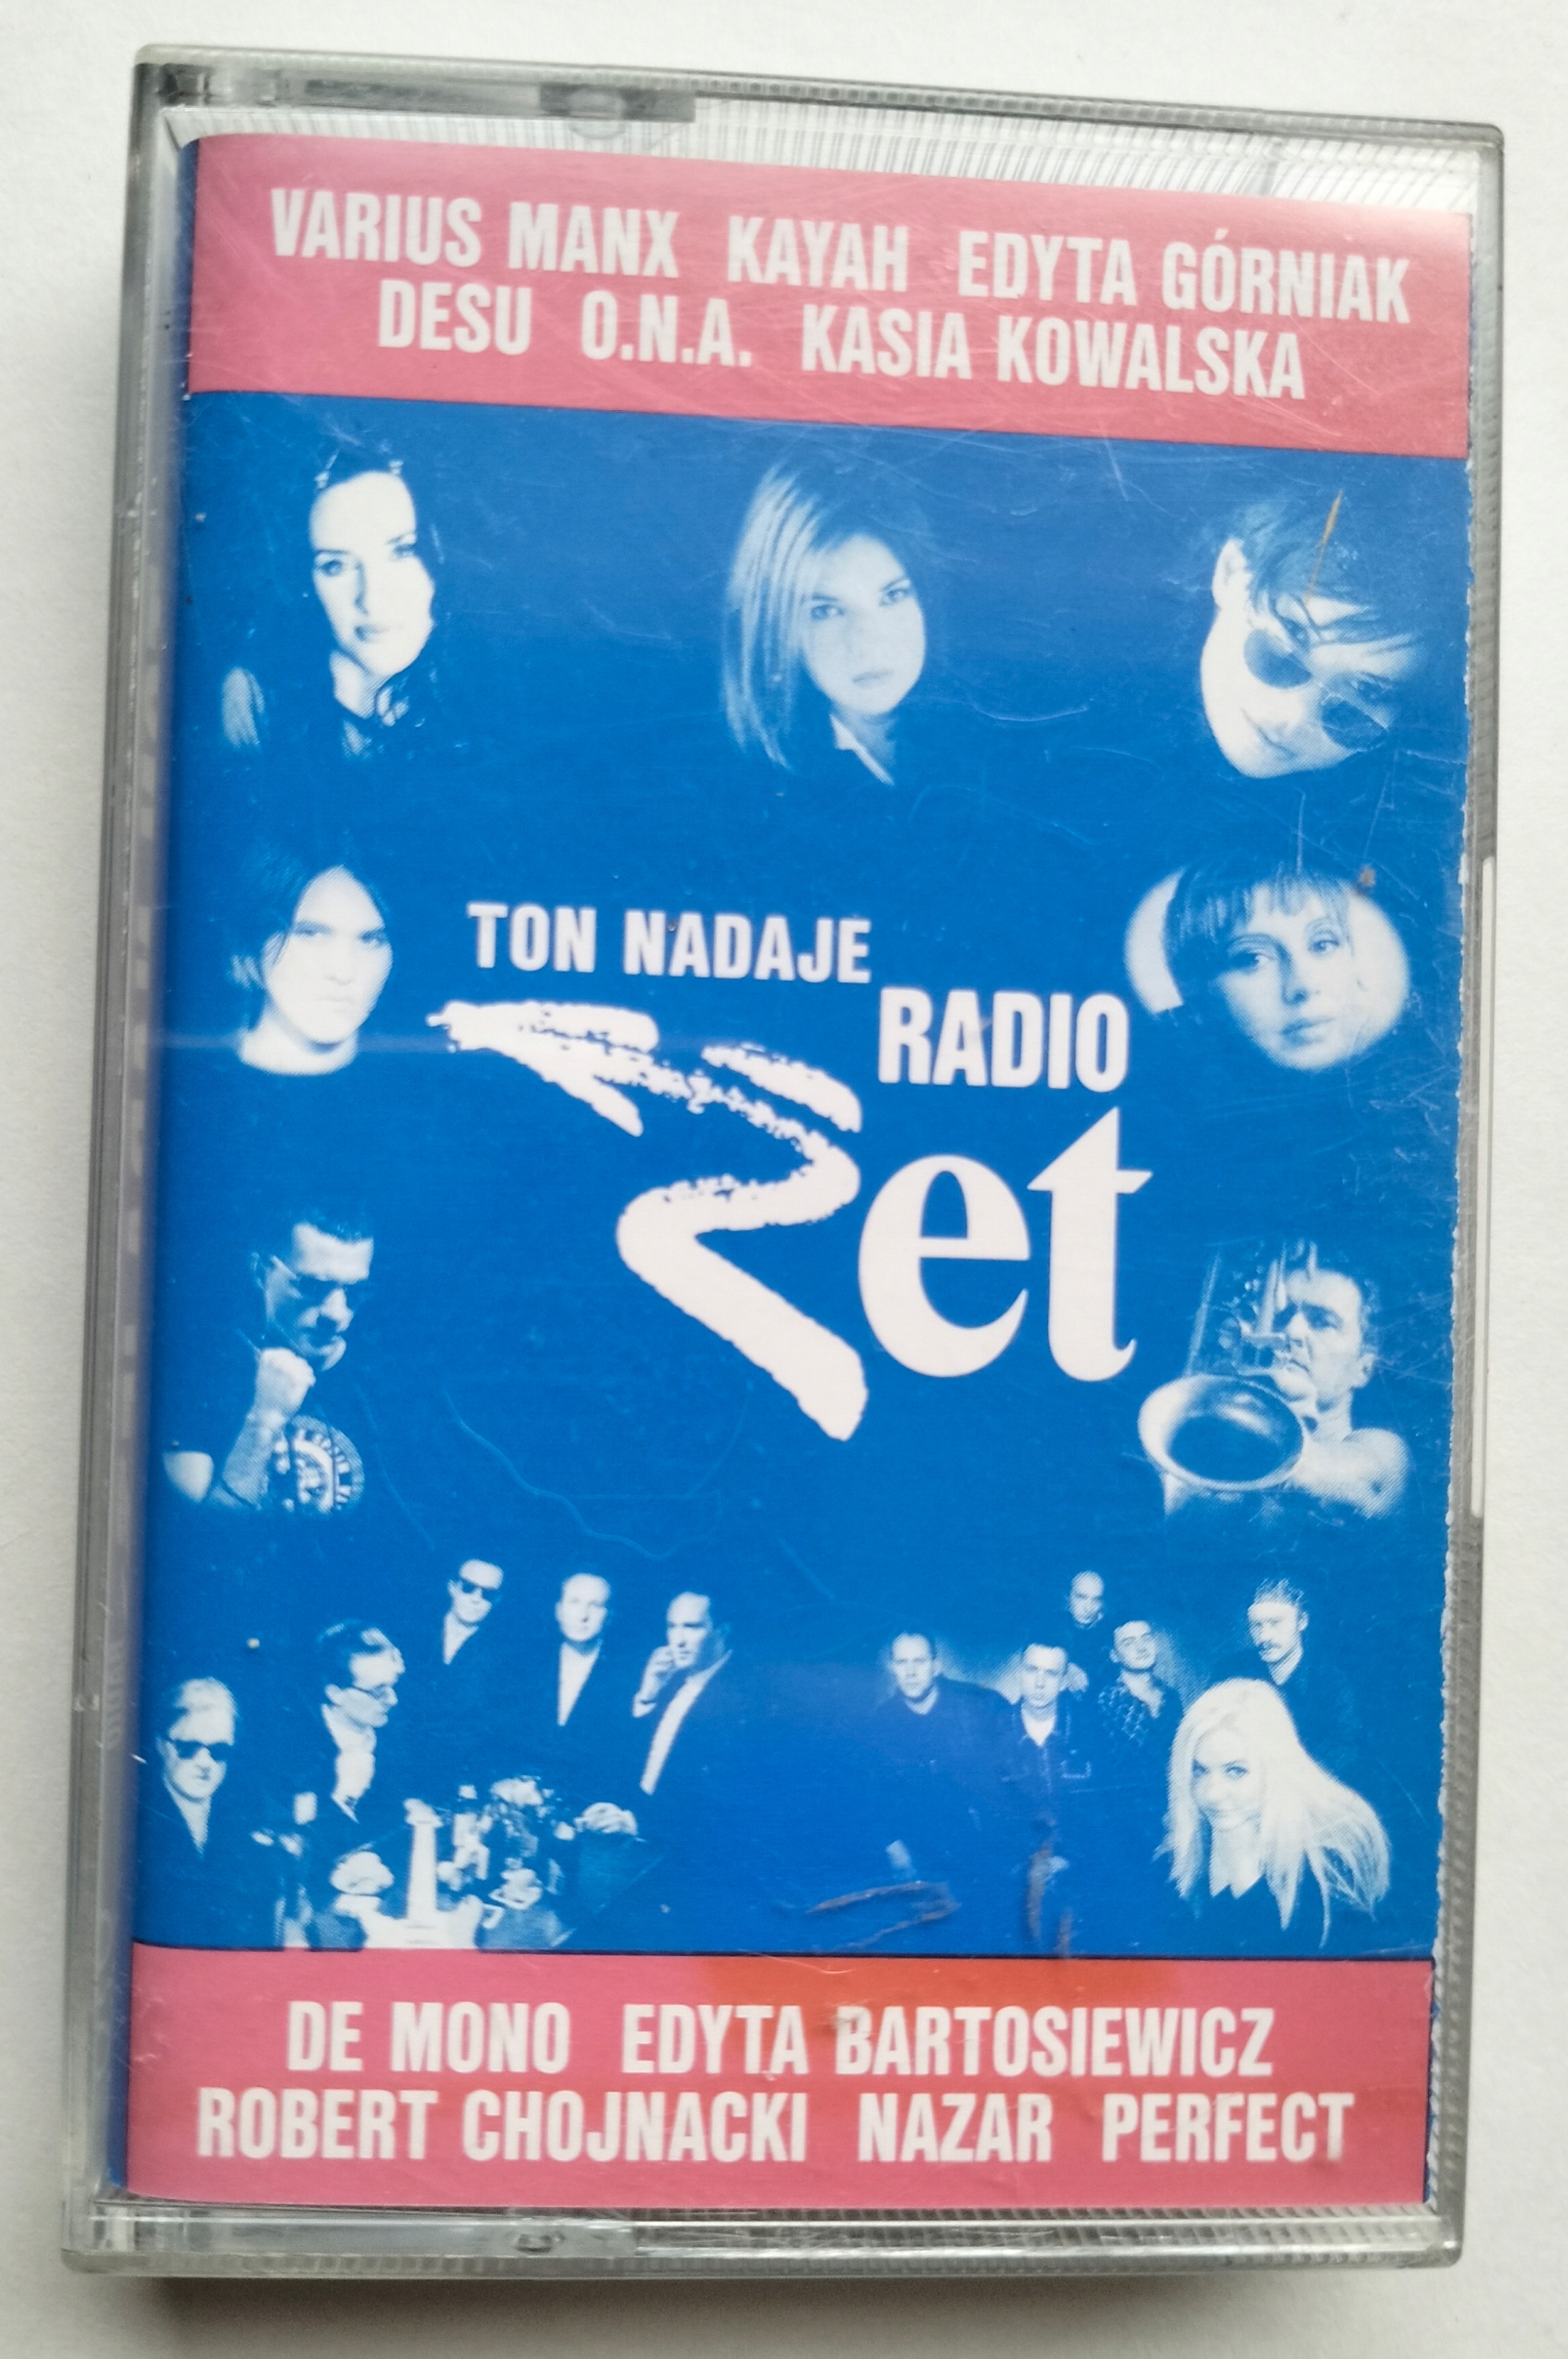 VARIUS MANX KAYAH EDYTA GÓRNIAK
DESU O.N.A. KASIA KOWALSKA
TON NADAJE
RADIO
Zet
DE MONO EDYTA BARTOSIEWICZ
ROBERT CHOJNACKI NAZAR PERFECT